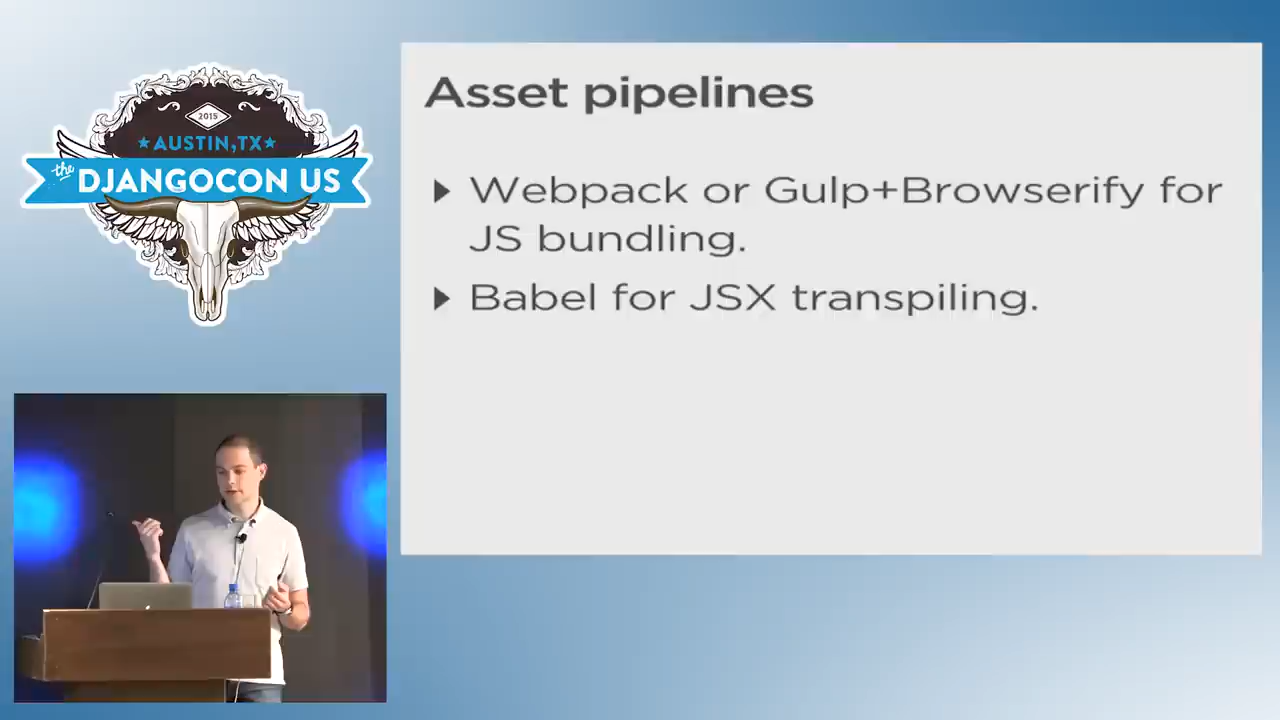 2015
AUSTIN, TX
the
DJANGOCON US
Asset pipelines
Webpack or Gulp+Browserify for
JS bundling.
Babel for JSX transpiling.